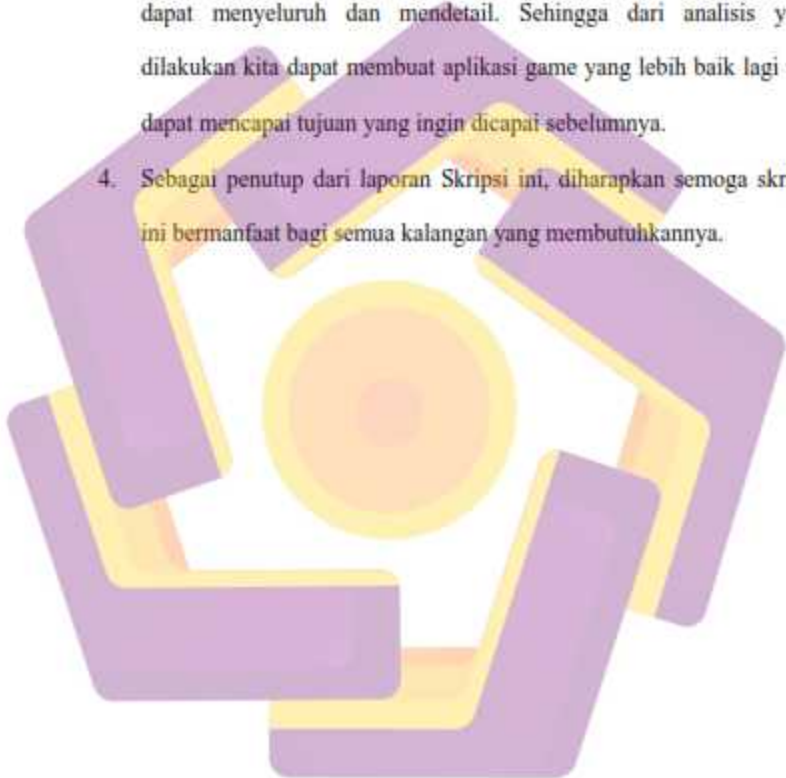 dapat menyeluruh dan mendetail. Sehingga dari analisis y
dilakukan kita dapat membuat aplikasi game yang lebih baik lagi
dapat mencapai tujuan yang ingin dicapai sebelumnya.
4. Sebagai penutup dari laporan Skripsi ini, diharapkan semoga skr
ini bermanfaat bagi semua kalangan yang membutuhkannya.